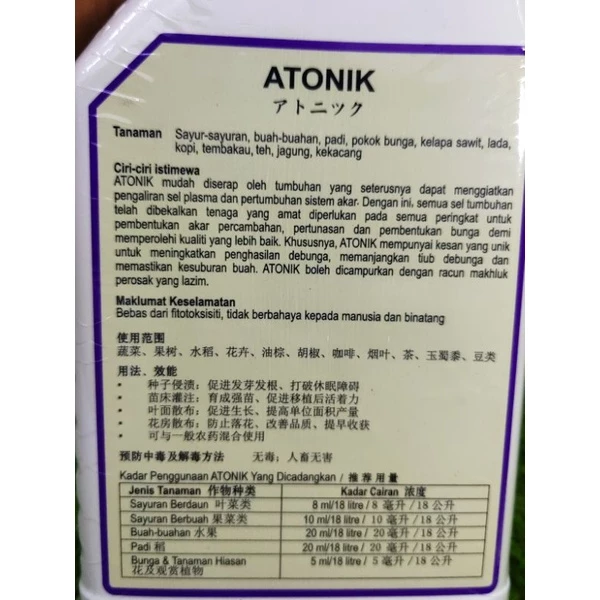 ATONIK
アトニック
Tanaman Sayur-sayuran, buah-buahan, padi, pokok bunga, kelapa sawit, lada,
kopi, tembakau, teh, jagung, kekacang
Ciri-ciri istimewa
ATONIK mudah diserap oleh tumbuhan yang seterusnya dapat menggiatkan
pengaliran sel plasma dan pertumbuhan sistem akar. Dengan ini, semua sel tumbuhan
telah dibekalkan tenaga yang amat diperlukan pada semua peringkat untuk
pembentukan akar percambahan, pertunasan dan pembentukan bunga demi
memperolehi kualiti yang lebih baik. Khususnya, ATONIK mempunyai kesan yang unik
untuk meningkatkan penghasilan debunga, memanjangkan tiub debunga dan
memastikan kesuburan buah. ATONIK boleh dicampurkan dengan racun makhluk
perosak yang lazim.
Maklumat Keselamatan
Bebas dari fitotoksisiti, tidak berbahaya kepada manusia dan binatang
使用范围
蔬菜、果树、水稻、花卉、油棕、胡椒、咖啡、烟叶、茶、玉蜀黍、豆类
用法、效能
• 种子侵渍：促进发芽发根、打破休眠障碍
• 苗床灌注：育成强苗、促进移植后活着力
• 叶面散布：促进生长、提高单位面积产量
• 花房散布：防止落花、改善品质、提早收获
• 可与一般农药混合使用
预防中毒及解毒方法 无毒：人畜无害
Kadar Penggunaan ATONIK Yang Dicadangkan / 推荐用量
Jenis Tanaman 作物种类 Kadar Cairan 浓度
Sayuran Berdaun 叶菜类 8 ml/18 litre / 8 毫升 / 18 公升
Sayuran Berbuah 果菜类 10 ml/18 litre / 10 毫升 / 18 公升
Buah-buahan 水果 20 ml/18 litre / 20 毫升 / 18 公升
Padi 稻 20 ml/18 litre / 20 毫升 / 18 公升
Bunga & Tanaman Hiasan 5 ml/18 litre / 5 毫升 / 18 公升
花及观赏植物